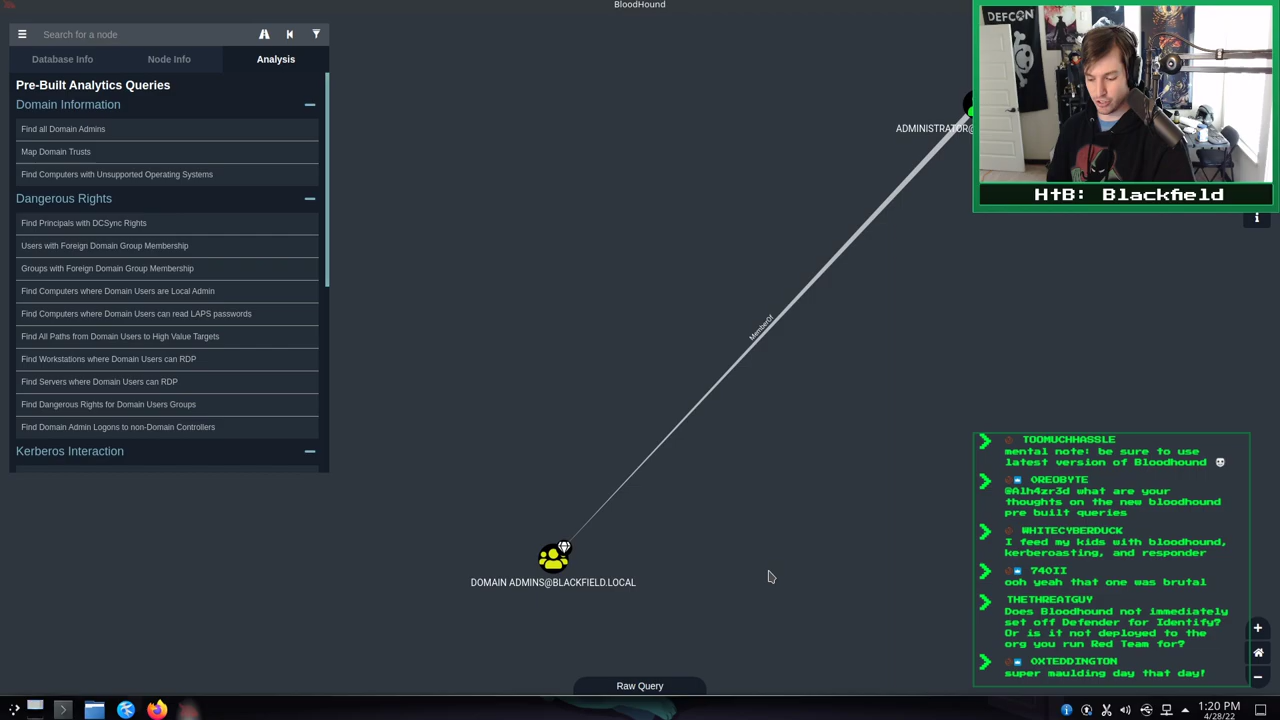 BloodHound
Search for a node
Database Info
Node Info
Analysis
Pre-Built Analytics Queries
Domain Information
Find all Domain Admins
Map Domain Trusts
Find Computers with Unsupported Operating Systems
Dangerous Rights
Find Principals with DCSync Rights
Users with Foreign Domain Group Membership
Groups with Foreign Domain Group Membership
Find Computers where Domain Users are Local Admin
Find Computers where Domain Users can read LAPS passwords
Find All Paths from Domain Users to High Value Targets
Find Workstations where Domain Users can RDP
Find Servers where Domain Users can RDP
Find Dangerous Rights for Domain Users Groups
Find Domain Admin Logons to non-Domain Controllers
Kerberos Interaction
ADMINISTRATOR@
MemberOf
DOMAIN ADMINS@BLACKFIELD.LOCAL
Raw Query
DEFCON
HtB: Blackfield
TOOMUCHHASSLE
mental note: be sure to use
latest version of Bloodhound
0REOBYTE
@Alh4zr3d what are your
thoughts on the new bloodhound
pre built queries
WHITECYBERDUCK
I feed my kids with bloodhound,
kerberoasting, and responder
740II
ooh yeah that one was brutal
THETHREATGUY
Does Bloodhound not immediately
set off Defender for Identify?
Or is it not deployed to the
org you run Red Team for?
0XTEDDINGTON
super maulding day that day!
1:20 PM
4/28/22